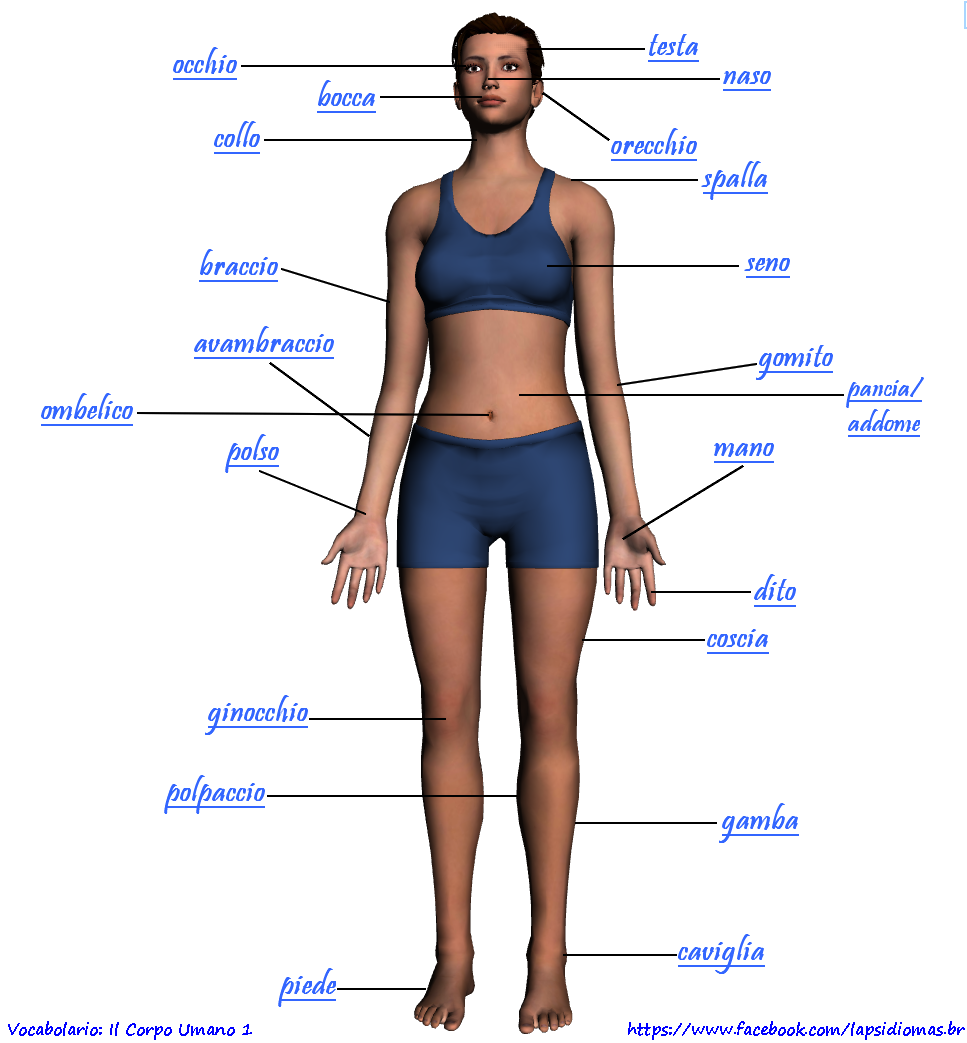 testa
occhio
naso
bocca
collo
orecchio
spalla
braccio
seno
avambraccio
gomito
pancia/
addome
ombelico
polso
mano
dito
coscia
ginocchio
polpaccio
gamba
caviglia
piede
Vocabolario: Il Corpo Umano 1
https://www.facebook.com/lapsidiomas.br